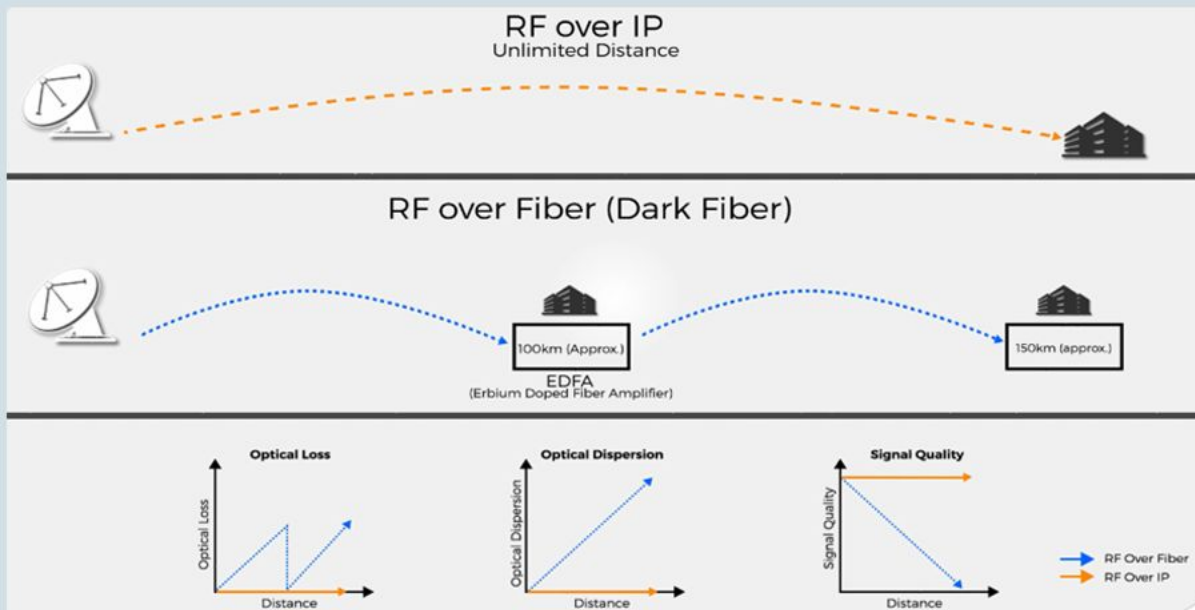 RF over IP
Unlimited Distance
RF over Fiber (Dark Fiber)
100km (Approx.)
150km (approx.)
EDFA
(Erbium Doped Fiber Amplifier)
Optical Loss
Optical Loss
Distance
Optical Dispersion
Optical Dispersion
Distance
Signal Quality
Signal Quality
Distance
RF Over Fiber
RF Over IP